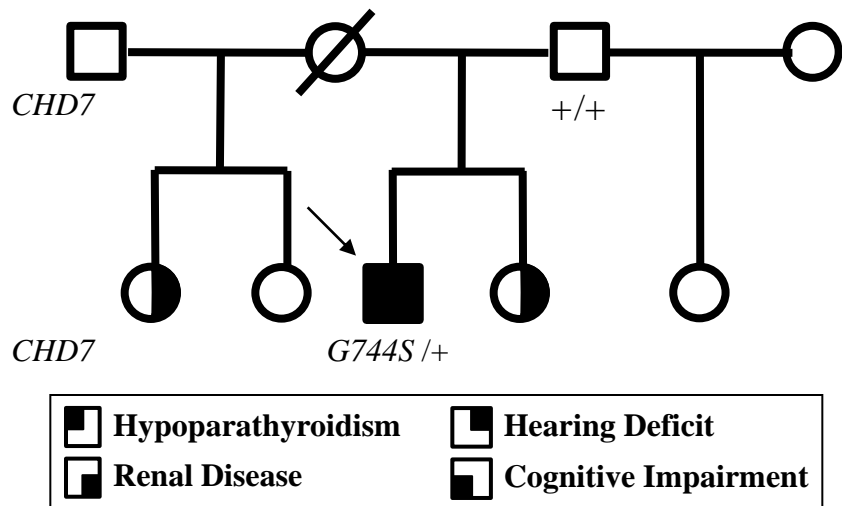 CHD7
+/+
CHD7
G744S /+
Hypoparathyroidism
Hearing Deficit
Renal Disease
Cognitive Impairment